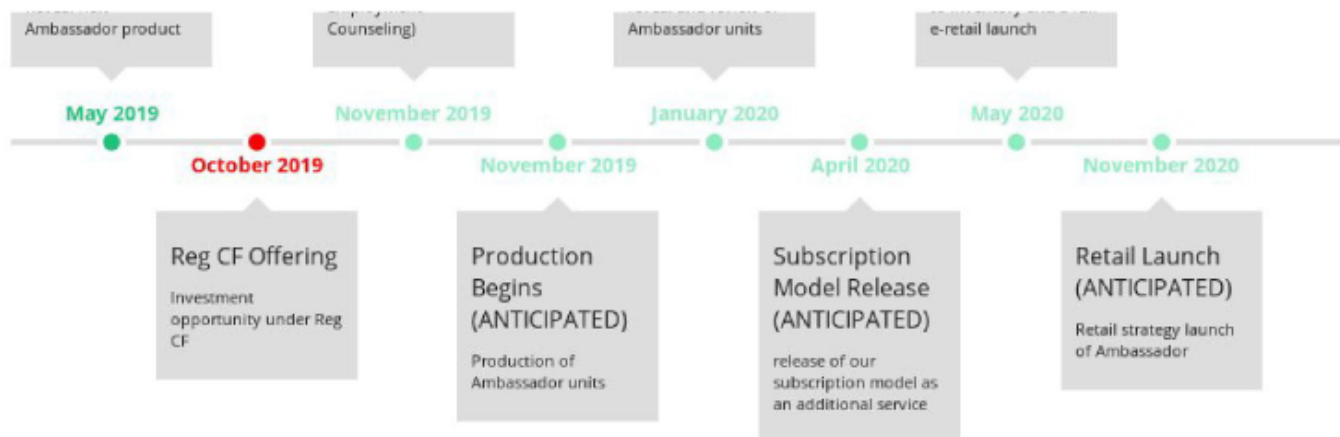 Ambassador product
Counseling)
Ambassador units
e-retail launch
May 2019
November 2019
January 2020
May 2020
October 2019
November 2019
April 2020
November 2020
Reg CF Offering
Investment
opportunity under Reg
CF
Production
Begins
(ANTICIPATED)
Production of
Ambassador units
Subscription
Model Release
(ANTICIPATED)
release of our
subscription model as
an additional service
Retail Launch
(ANTICIPATED)
Retail strategy launch
of Ambassador